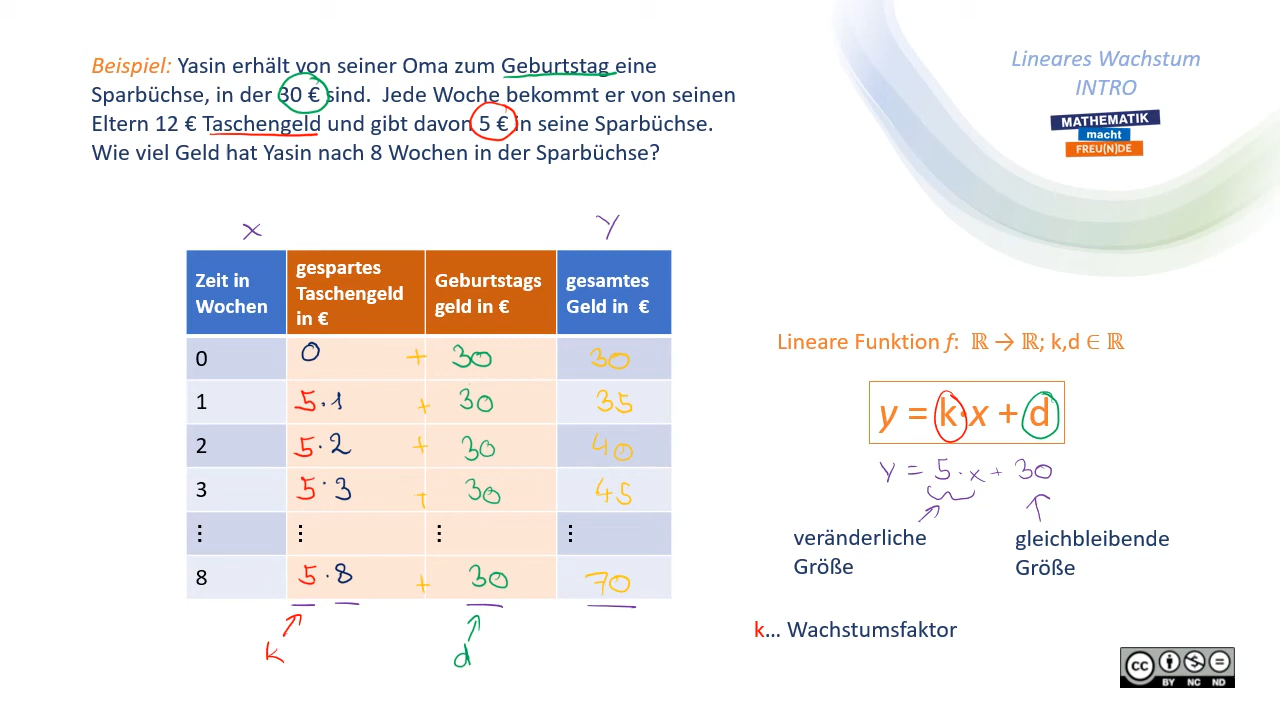 Beispiel: Yasin erhält von seiner Oma zum Geburtstag eine
Sparbüchse, in der 30 € sind. Jede Woche bekommt er von seinen
Eltern 12 € Taschengeld und gibt davon 5 € in seine Sparbüchse.
Wie viel Geld hat Yasin nach 8 Wochen in der Sparbüchse?
Lineares Wachstum
INTRO
MATHEMATIK
macht
FREU(N)DE
x y
Zeit in
Wochen
gespartes
Taschengeld
in €
Geburtstags
geld in €
gesamtes
Geld in €
0 0 + 30 30
1 5·1 + 30 35
2 5·2 + 30 40
3 5·3 + 30 45
⋮ ⋮ ⋮ ⋮
8 5·8 + 30 70
k d
Lineare Funktion f: ℝ → ℝ; k,d ∈ ℝ
y = k·x + d
y = 5·x + 30
veränderliche
Größe
gleichbleibende
Größe
k… Wachstumsfaktor
cc
BY NC ND